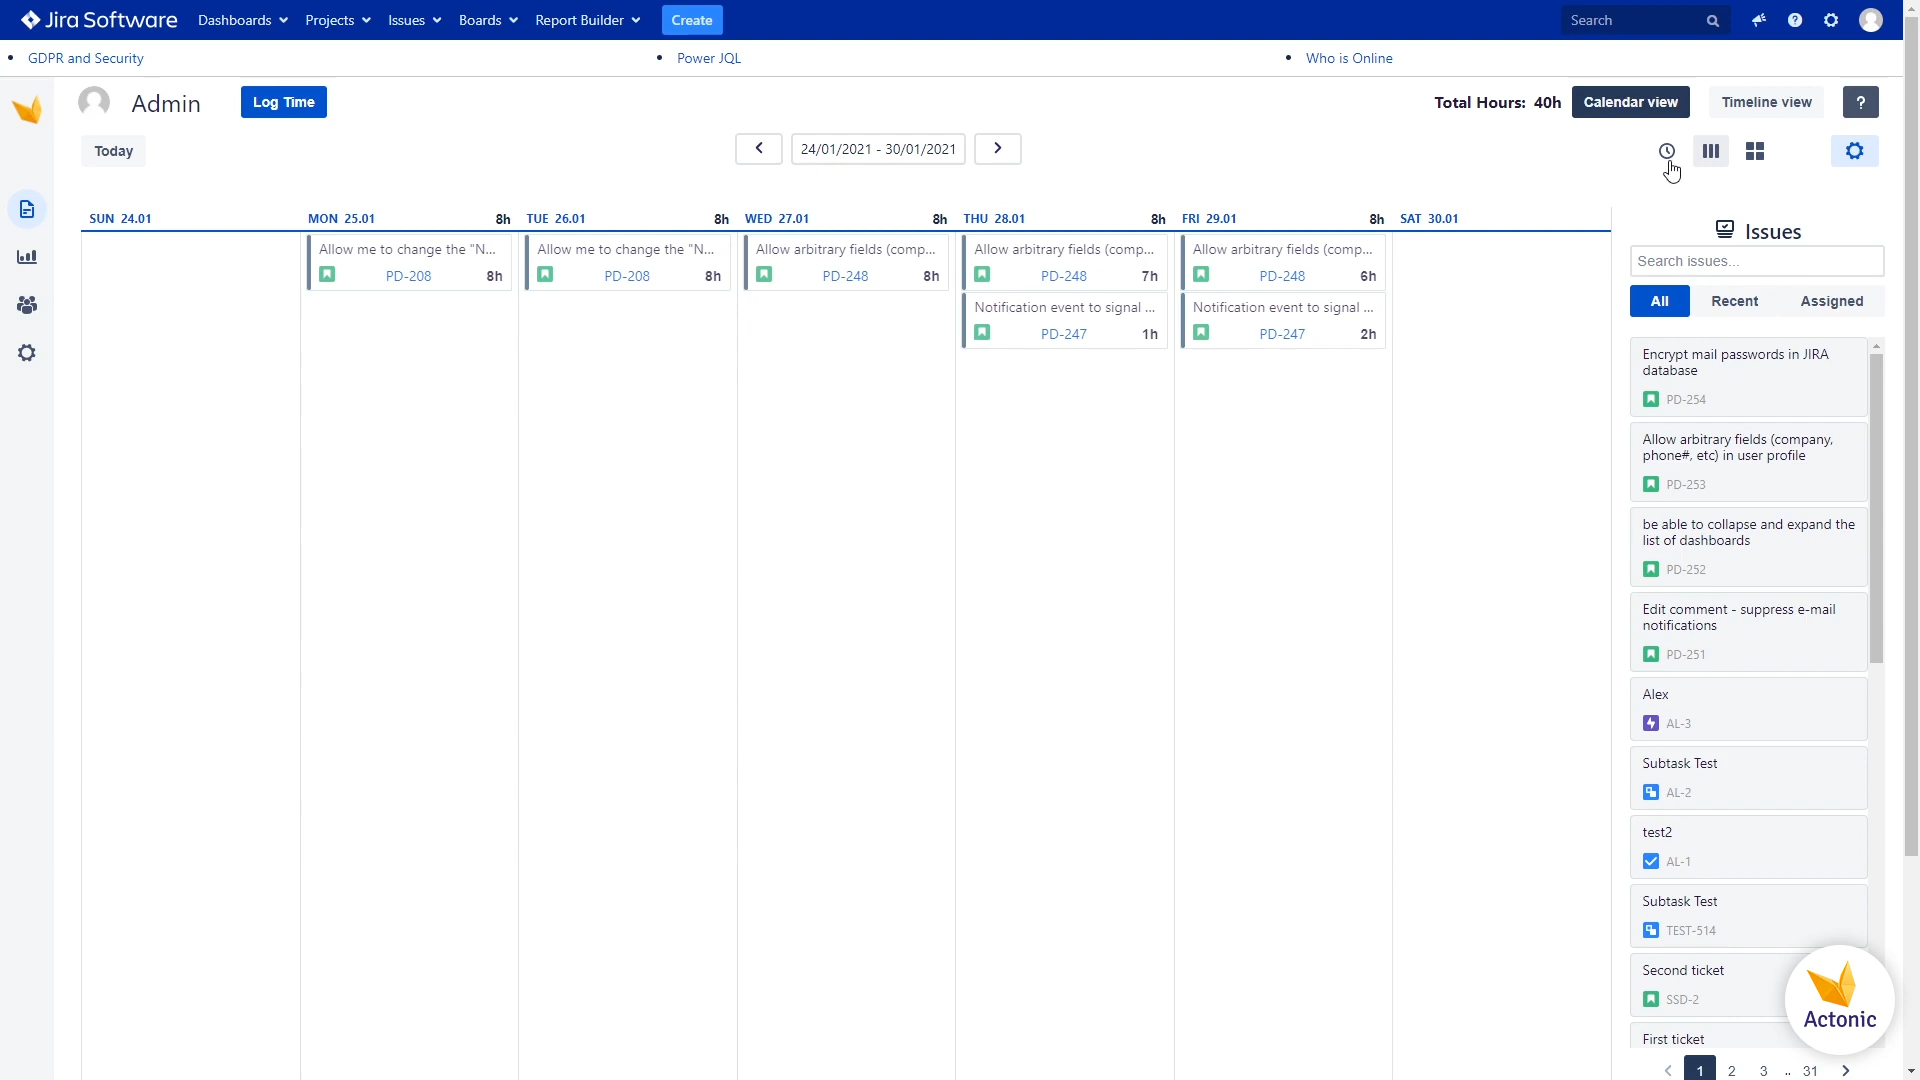 Jira Software Dashboards Projects Issues Boards Report Builder Create Search
GDPR and Security Power JQL Who is Online
Admin Log Time Total Hours: 40h Calendar view Timeline view ?
Today 24/01/2021 - 30/01/2021
SUN 24.01 MON 25.01 8h TUE 26.01 8h WED 27.01 8h THU 28.01 8h FRI 29.01 8h SAT 30.01
Allow me to change the "N...
PD-208 8h
Allow me to change the "N...
PD-208 8h
Allow arbitrary fields (comp...
PD-248 8h
Allow arbitrary fields (comp...
PD-248 7h
Notification event to signal ...
PD-247 1h
Allow arbitrary fields (comp...
PD-248 6h
Notification event to signal ...
PD-247 2h
Issues
Search issues...
All Recent Assigned
Encrypt mail passwords in JIRA
database
PD-254
Allow arbitrary fields (company,
phone#, etc) in user profile
PD-253
be able to collapse and expand the
list of dashboards
PD-252
Edit comment - suppress e-mail
notifications
PD-251
Alex
AL-3
Subtask Test
AL-2
test2
AL-1
Subtask Test
TEST-514
Second ticket
SSD-2
First ticket
Actonic
1 2 3 .. 31